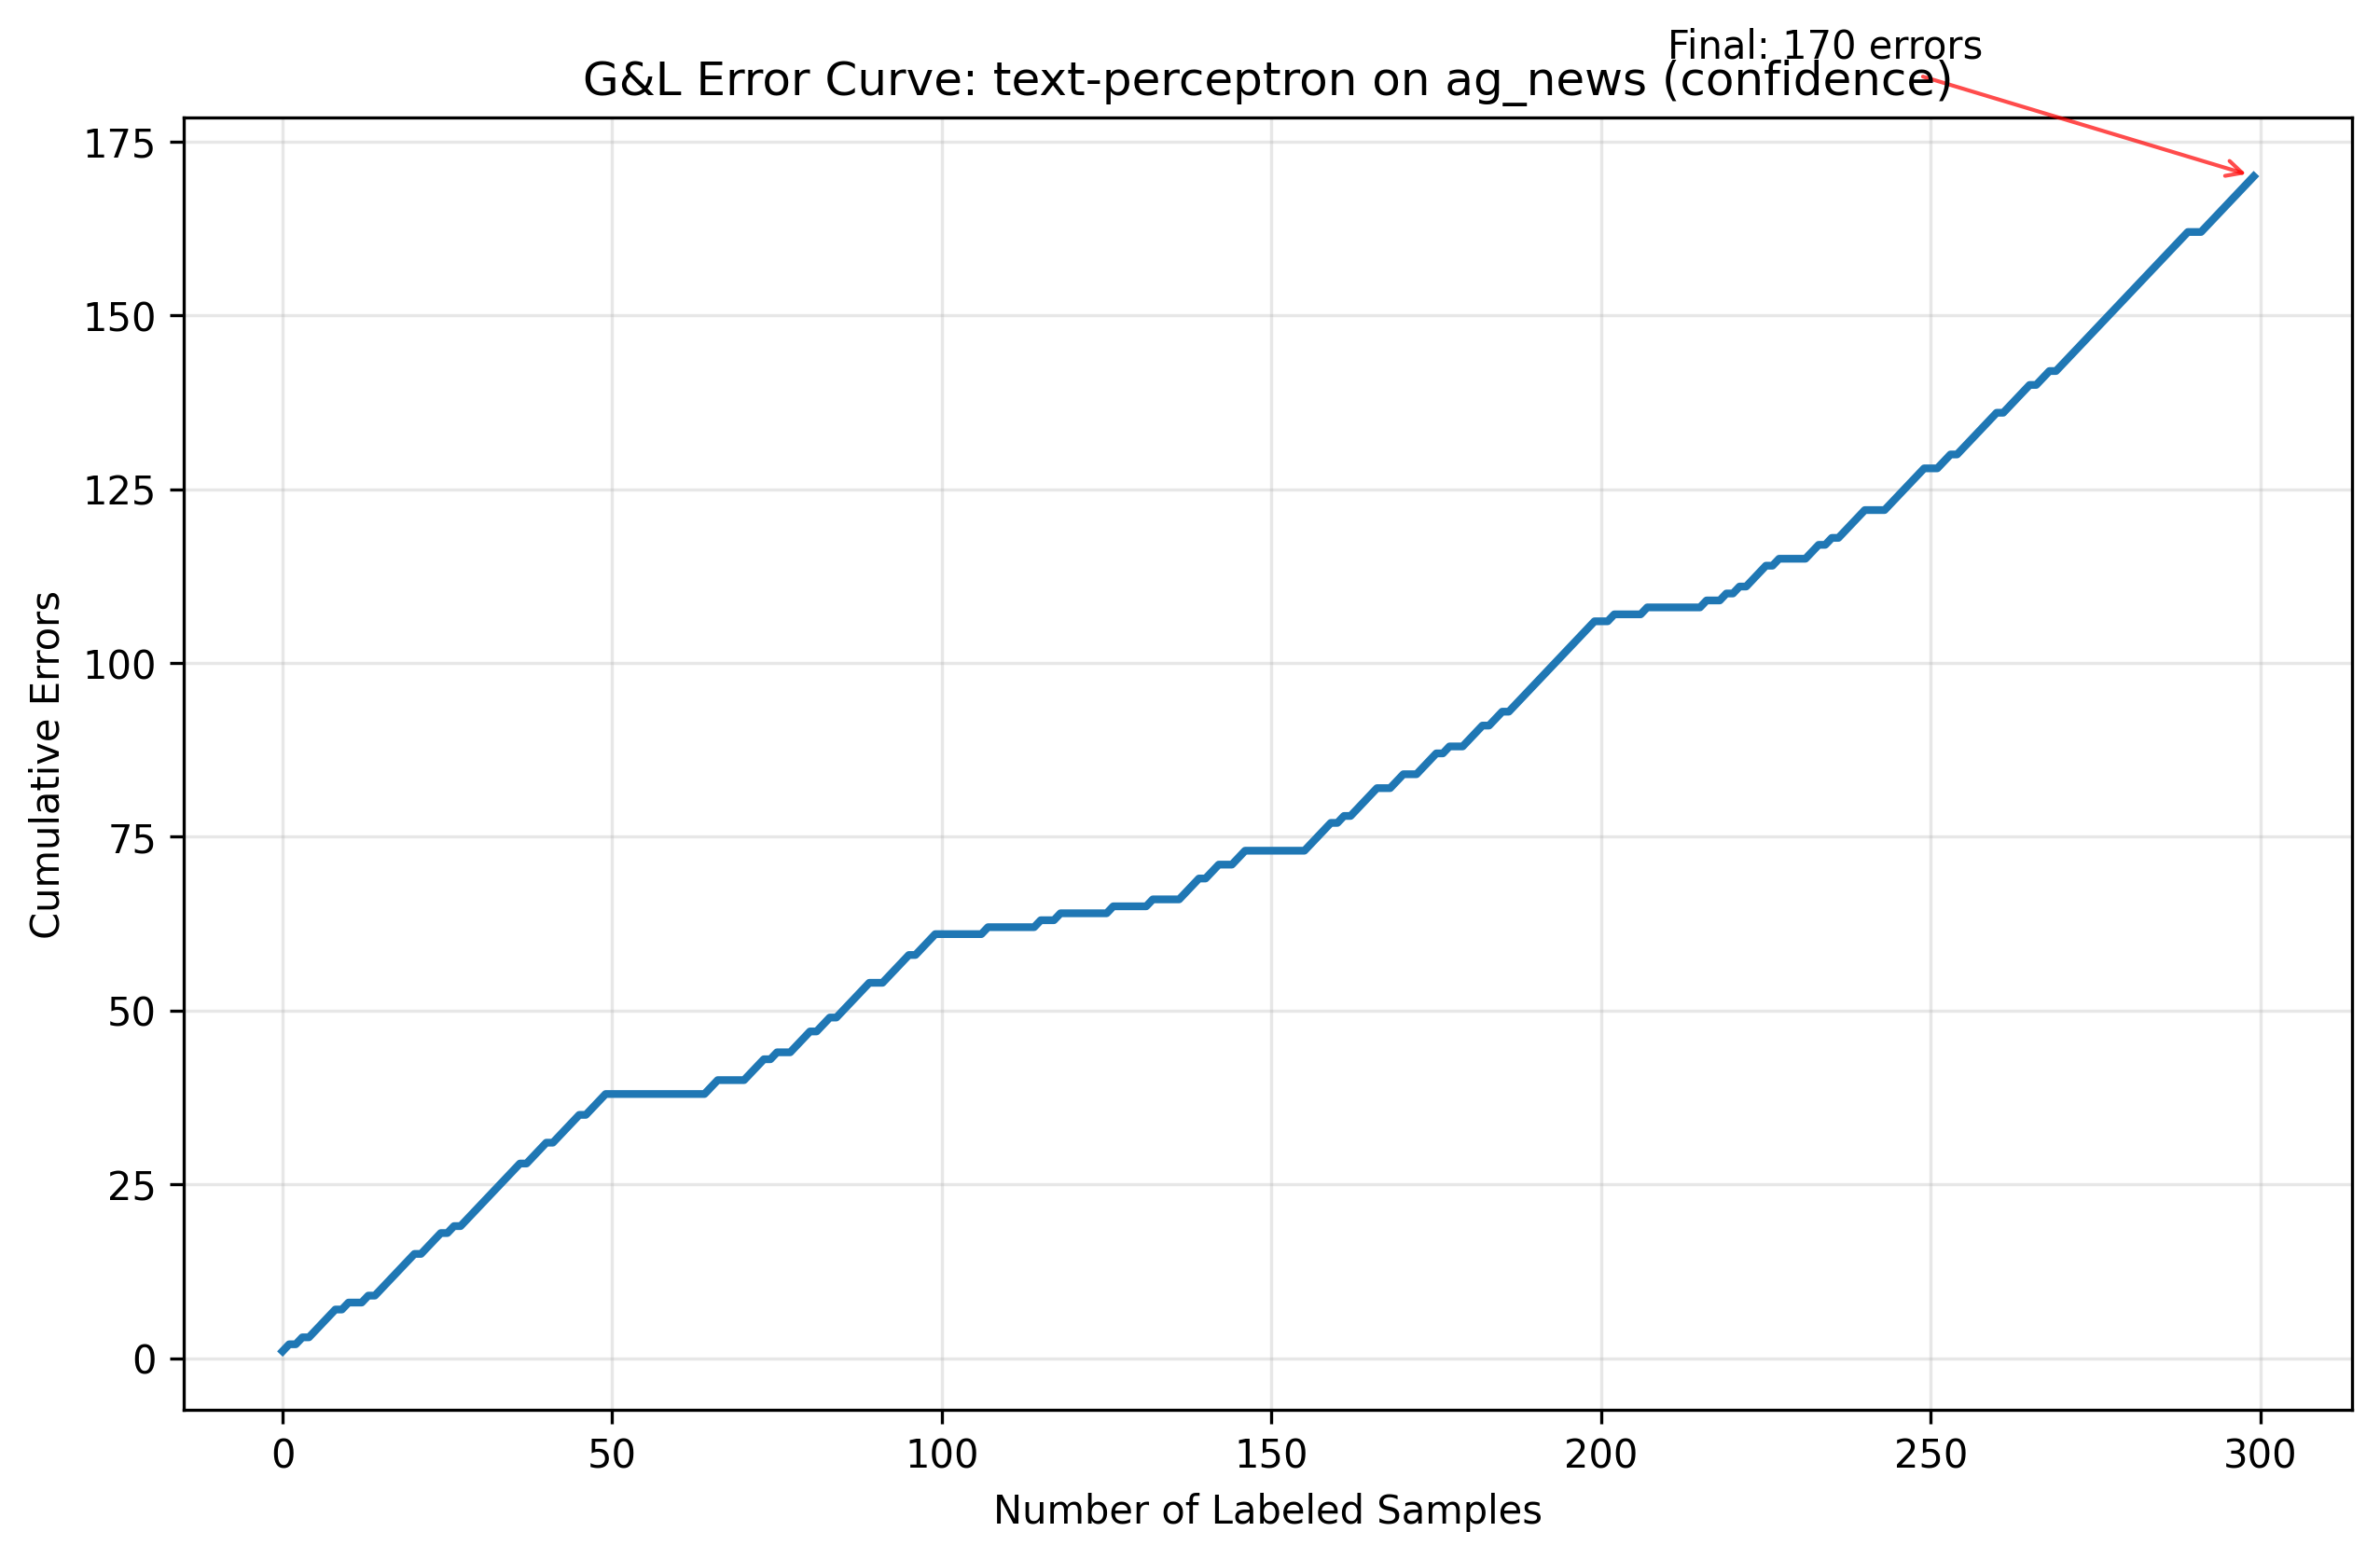 Final: 170 errors
G&L Error Curve: text-perceptron on ag_news (confidence)
175
150
125
100
75
50
25
0
Cumulative Errors
0 50 100 150 200 250 300
Number of Labeled Samples